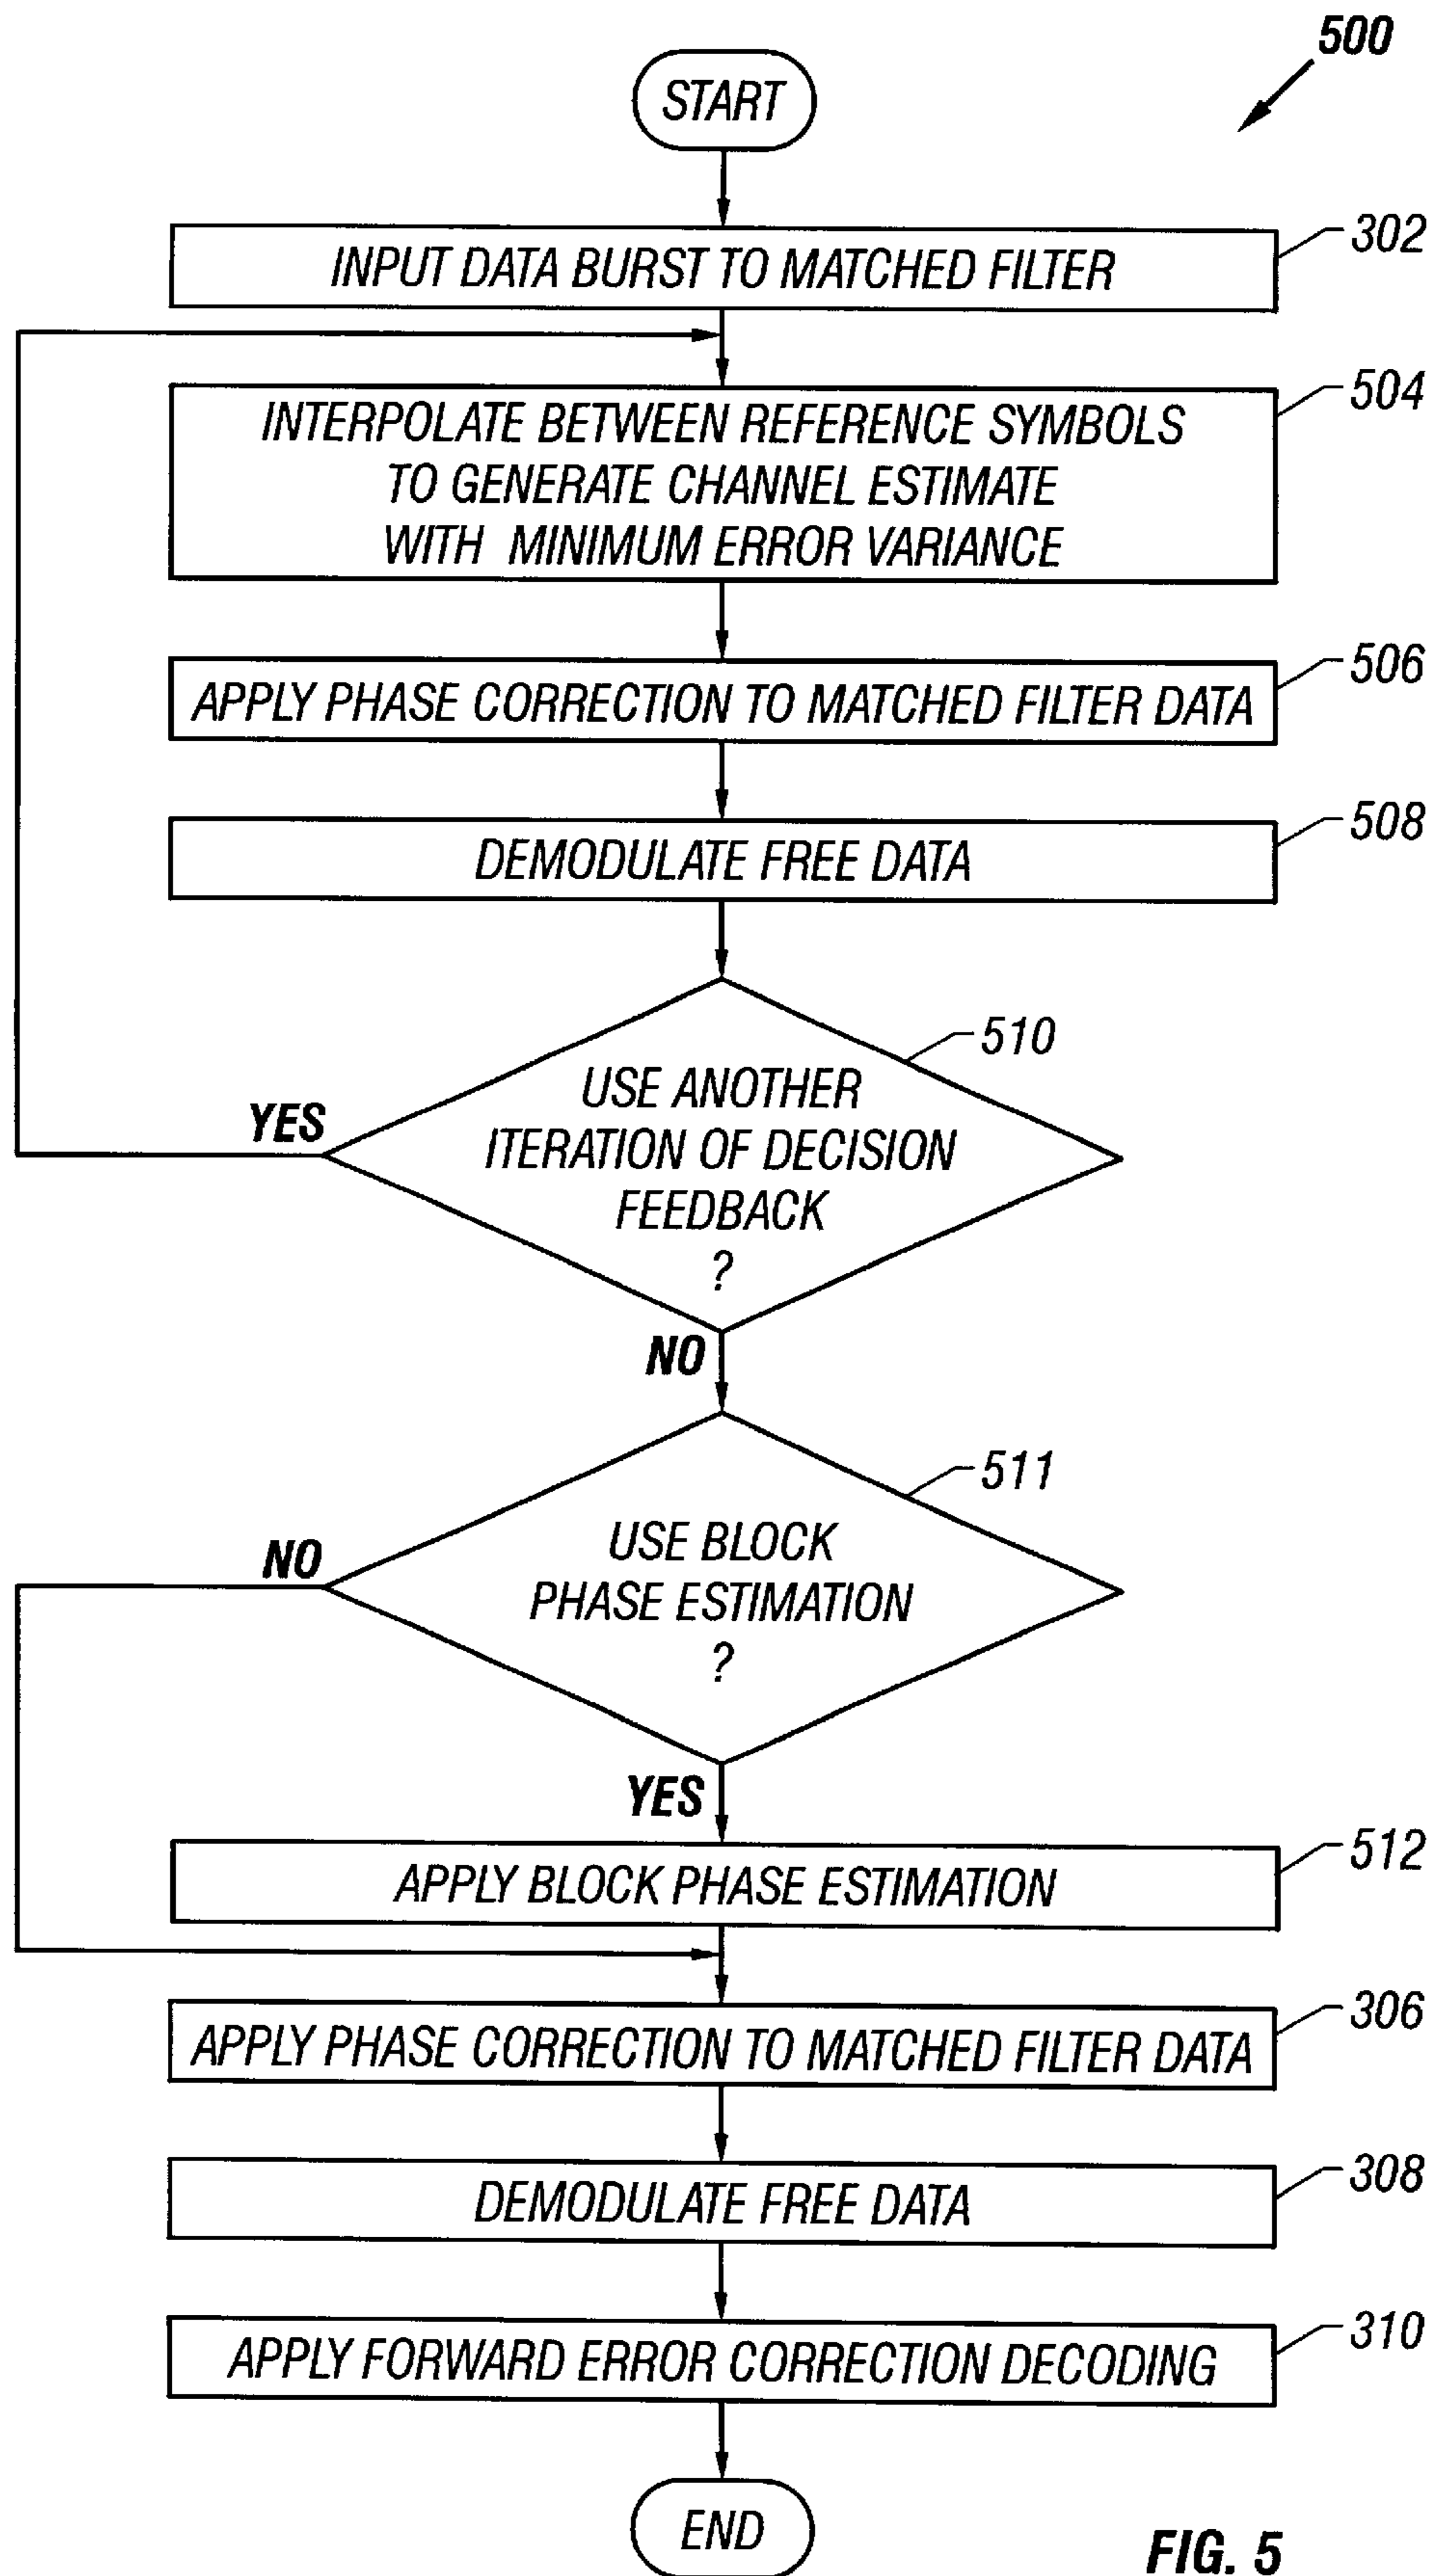 500
START
302
INPUT DATA BURST TO MATCHED FILTER
504
INTERPOLATE BETWEEN REFERENCE SYMBOLS
TO GENERATE CHANNEL ESTIMATE
WITH MINIMUM ERROR VARIANCE
506
APPLY PHASE CORRECTION TO MATCHED FILTER DATA
508
DEMODULATE FREE DATA
510
USE ANOTHER
YES
ITERATION OF DECISION
FEEDBACK
?
NO
511
USE BLOCK
NO
PHASE ESTIMATION
?
YES
512
APPLY BLOCK PHASE ESTIMATION
306
APPLY PHASE CORRECTION TO MATCHED FILTER DATA
308
DEMODULATE FREE DATA
310
APPLY FORWARD ERROR CORRECTION DECODING
END
FIG. 5